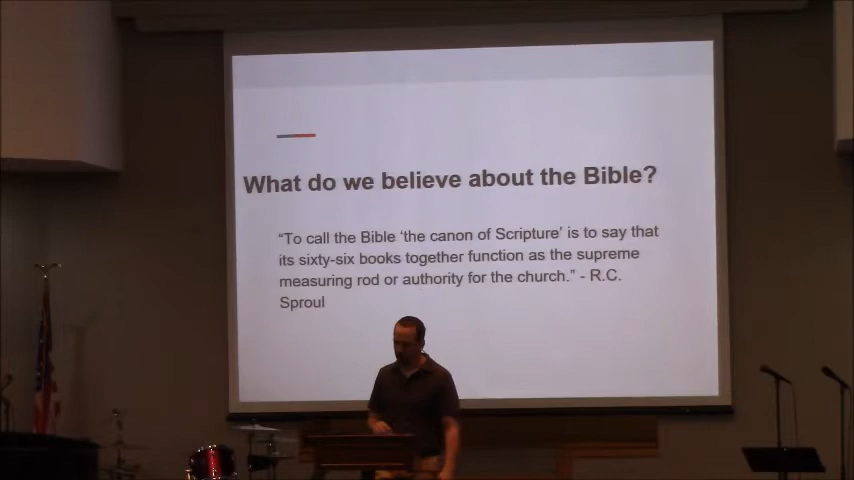 What do we believe about the Bible?
“To call the Bible ‘the canon of Scripture’ is to say that
its sixty-six books together function as the supreme
measuring rod or authority for the church.” - R.C.
Sproul